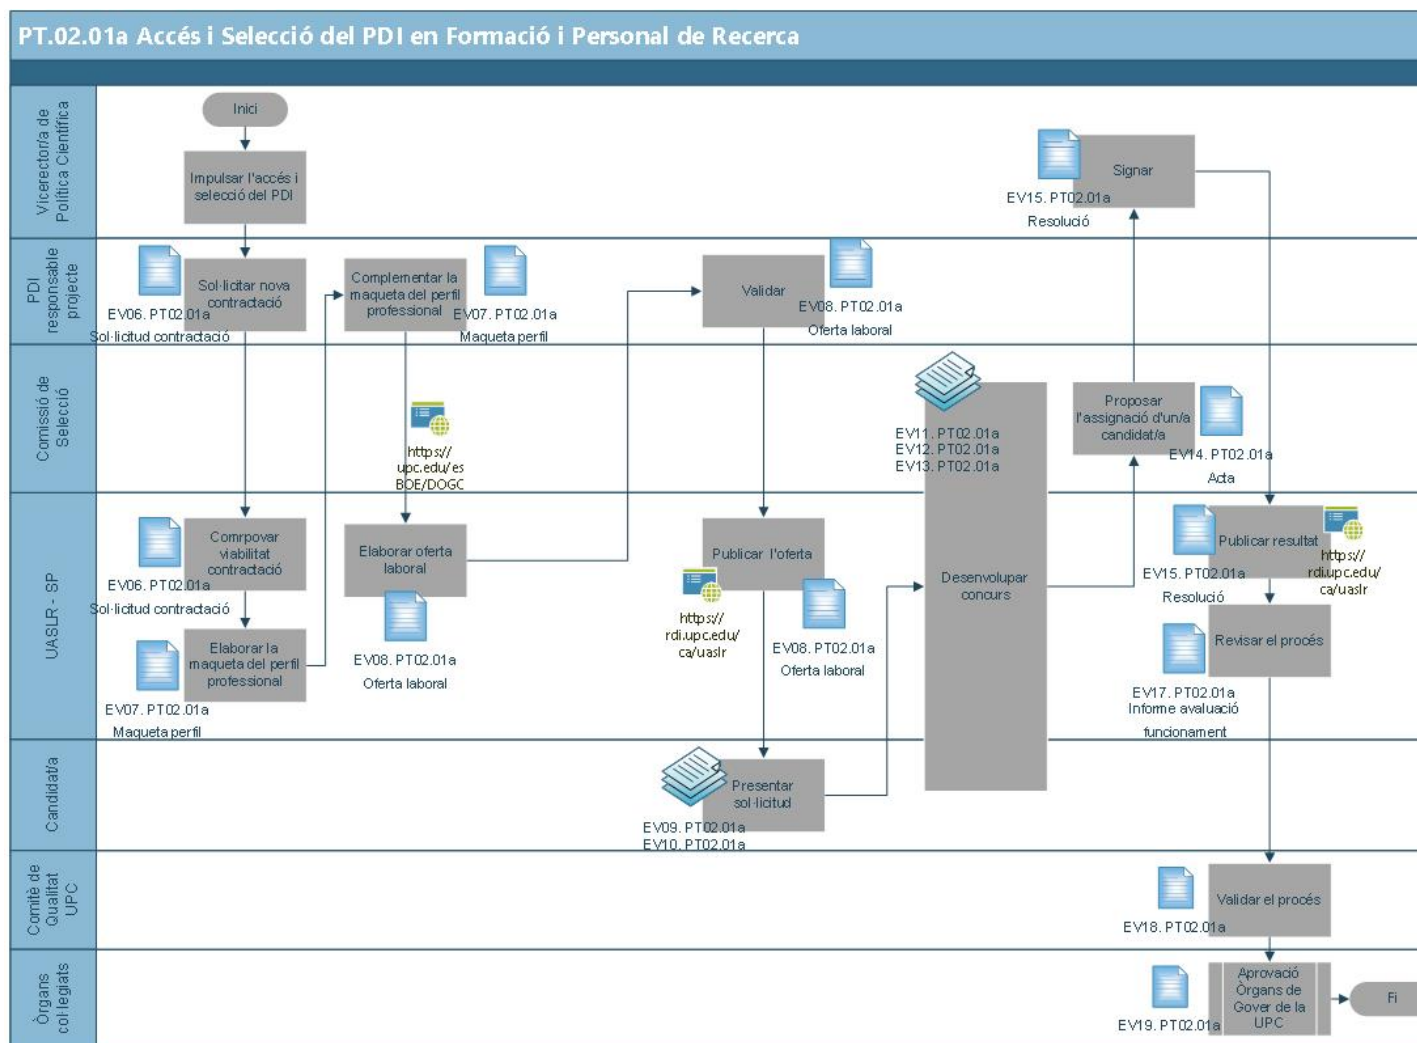 PT.02.01a Accés i Selecció del PDI en Formació i Personal de Recerca
Vicerector/a de
Política Científica
Inici
Impulsar l'accés i
selecció del PDI
Signar
EV15. PT02.01a
Resolució
PDI
responsable
projecte
Sol·licitar nova
contractació
EV06. PT02.01a
Sol·licitud contractació
Complementar la
maqueta del perfil
professional
EV07. PT02.01a
Maqueta perfil
Validar
EV08. PT02.01a
Oferta laboral
Comissió de
Selecció
https://
upc.edu/es
BOE/DOGC
EV11. PT02.01a
EV12. PT02.01a
EV13. PT02.01a
Proposar
l'assignació d'un/a
candidat/a
EV14. PT02.01a
Acta
UASLR - SP
Comrpovar
viabilitat
contractació
EV06. PT02.01a
Sol·licitud contractació
Elaborar la
maqueta del perfil
professional
EV07. PT02.01a
Maqueta perfil
Elaborar oferta
laboral
EV08. PT02.01a
Oferta laboral
Publicar l'oferta
https://
rdi.upc.edu/
ca/uaslr
EV08. PT02.01a
Oferta laboral
Desenvolupar
concurs
Publicar resultat
https://
rdi.upc.edu/
ca/uaslr
EV15. PT02.01a
Resolució
Revisar el procés
EV17. PT02.01a
Informe avaluació
funcionament
Candidat/a
Presentar
sol·licitud
EV09. PT02.01a
EV10. PT02.01a
Comitè de
Qualitat
UPC
Validar el procés
EV18. PT02.01a
Òrgans
col·legiats
Aprovació
Òrgans de
Gover de la
UPC
EV19. PT02.01a
Fi